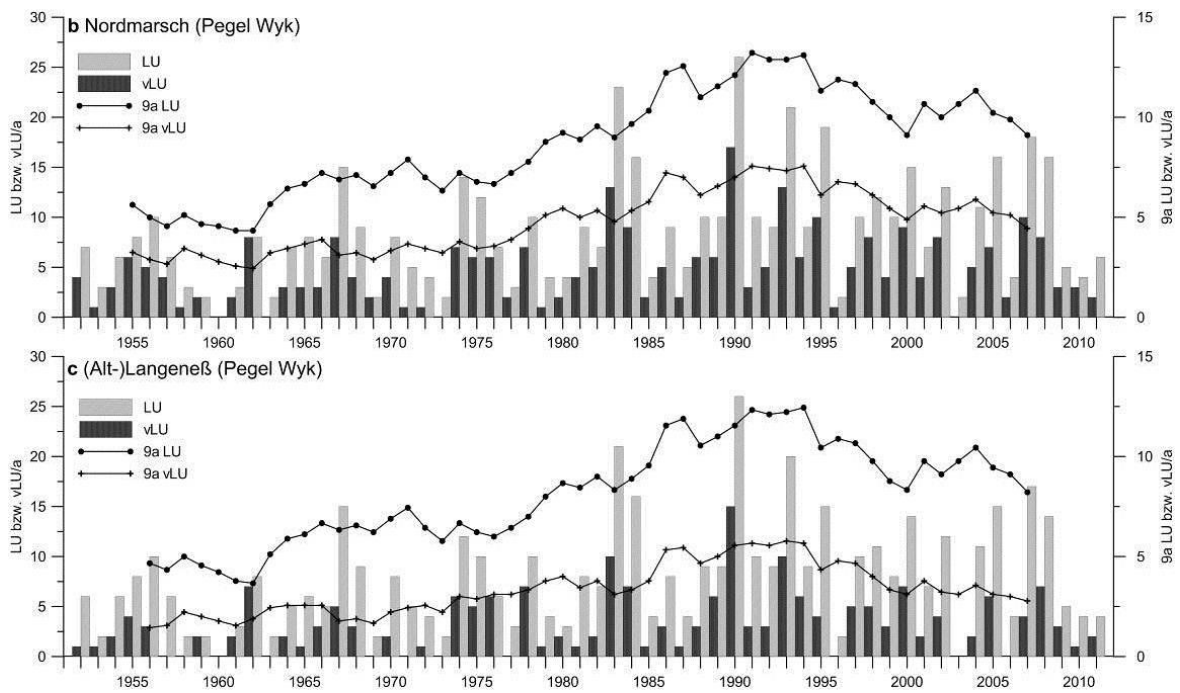 b Nordmarsch (Pegel Wyk)
LU
vLU
9a LU
9a vLU
LU bzw. vLU/a
30
25
20
15
10
5
0
9a LU bzw. vLU/a
15
10
5
0
1955 1960 1965 1970 1975 1980 1985 1990 1995 2000 2005 2010
c (Alt-)Langeneß (Pegel Wyk)
LU
vLU
9a LU
9a vLU
LU bzw. vLU/a
30
25
20
15
10
5
0
9a LU bzw. vLU/a
15
10
5
0
1955 1960 1965 1970 1975 1980 1985 1990 1995 2000 2005 2010